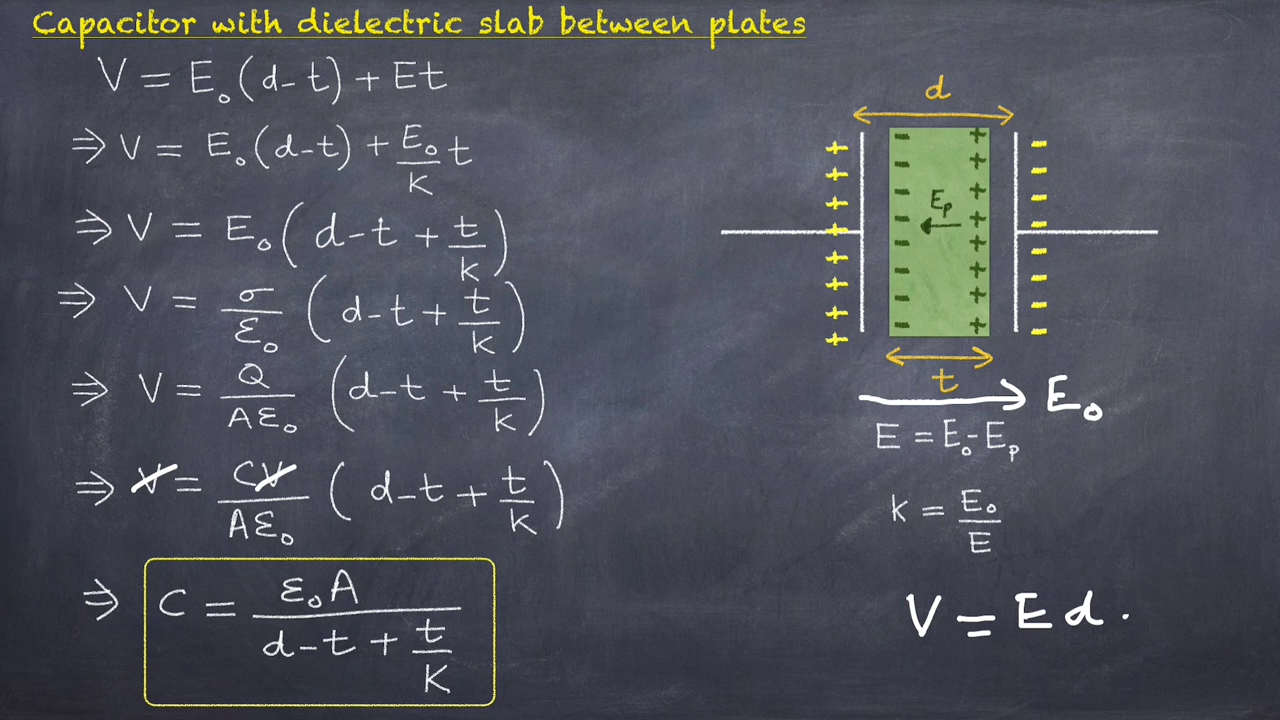 Capacitor with dielectric slab between plates
V = E₀(d-t) + Et
⇒ V = E₀(d-t) + E₀/K t
⇒ V = E₀(d-t + t/k)
⇒ V = σ/ε₀ (d-t + t/k)
⇒ V = Q/Aε₀ (d-t + t/k)
⇒ V = CV/Aε₀ (d-t + t/k)
⇒ C = ε₀A/d-t + t/K
d
+ + + + + + + +
- - - - - - - -
Eₚ
+ + + + + + + +
- - - - - - - -
t
E₀
E = E₀ - Eₚ
k = E₀/E
V = Ed.